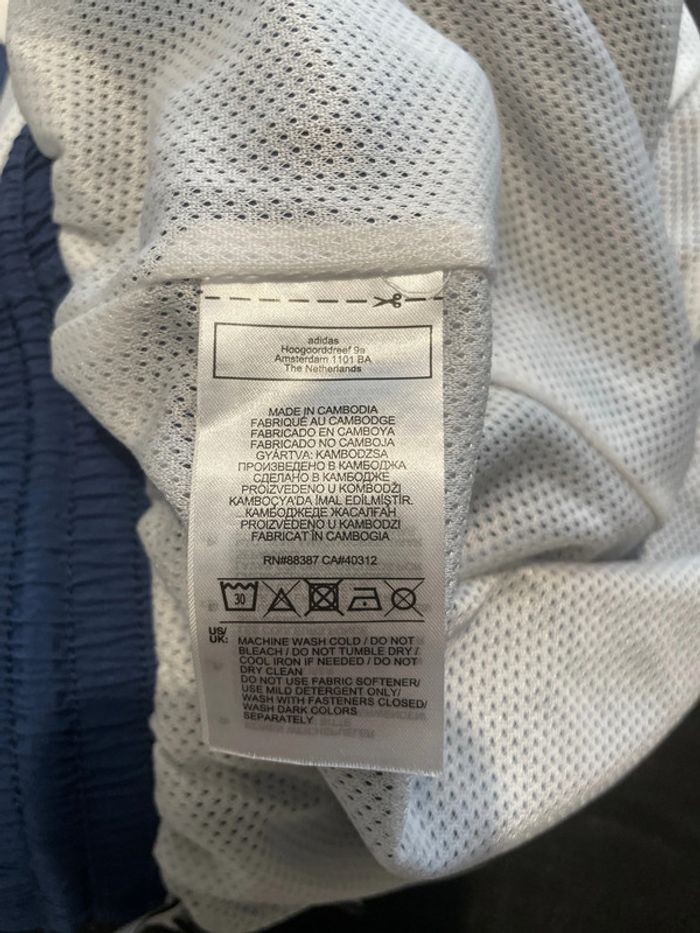 adidas
Hoogoorddreef 9a
Amsterdam 1101 BA
The Netherlands
MADE IN CAMBODIA
FABRIQUÉ AU CAMBODGE
FABRICADO EN CAMBOYA
FABRICADO NO CAMBOJA
GYÁRTVA: KAMBODZSA
ПРОИЗВЕДЕНО В КАМБОДЖА
СДЕЛАНО В КАМБОДЖЕ
PROIZVEDENO U KOMBODŽI
KAMBOÇYA'DA İMAL EDİLMİŞTİR.
КАМБОДЖЕДЕ ЖАСАЛҒАН
PROIZVEDENO U KAMBODZI
FABRICAT ÎN CAMBOGIA
RN#88387 CA#40312
30
US/
UK:
MACHINE WASH COLD / DO NOT
BLEACH / DO NOT TUMBLE DRY /
COOL IRON IF NEEDED / DO NOT
DRY CLEAN
DO NOT USE FABRIC SOFTENER/
USE MILD DETERGENT ONLY/
WASH WITH FASTENERS CLOSED/
WASH DARK COLORS
SEPARATELY